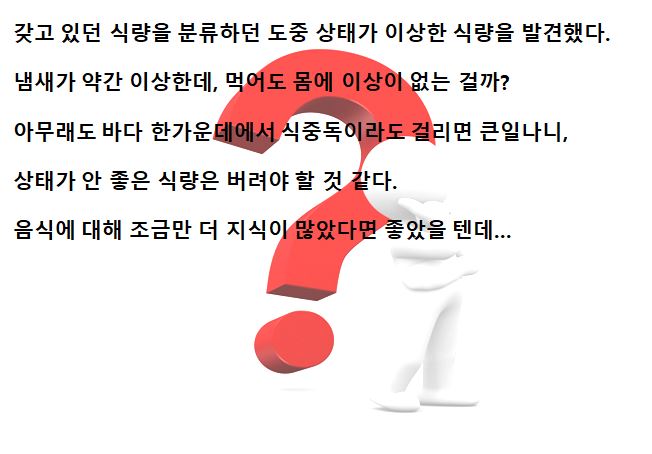 갖고 있던 식량을 분류하던 도중 상태가 이상한 식량을 발견했다.
냄새가 약간 이상한데, 먹어도 몸에 이상이 없는 걸까?
아무래도 바다 한가운데에서 식중독이라도 걸리면 큰일나니,
상태가 안 좋은 식량은 버려야 할 것 같다.
음식에 대해 조금만 더 지식이 많았다면 좋았을 텐데...